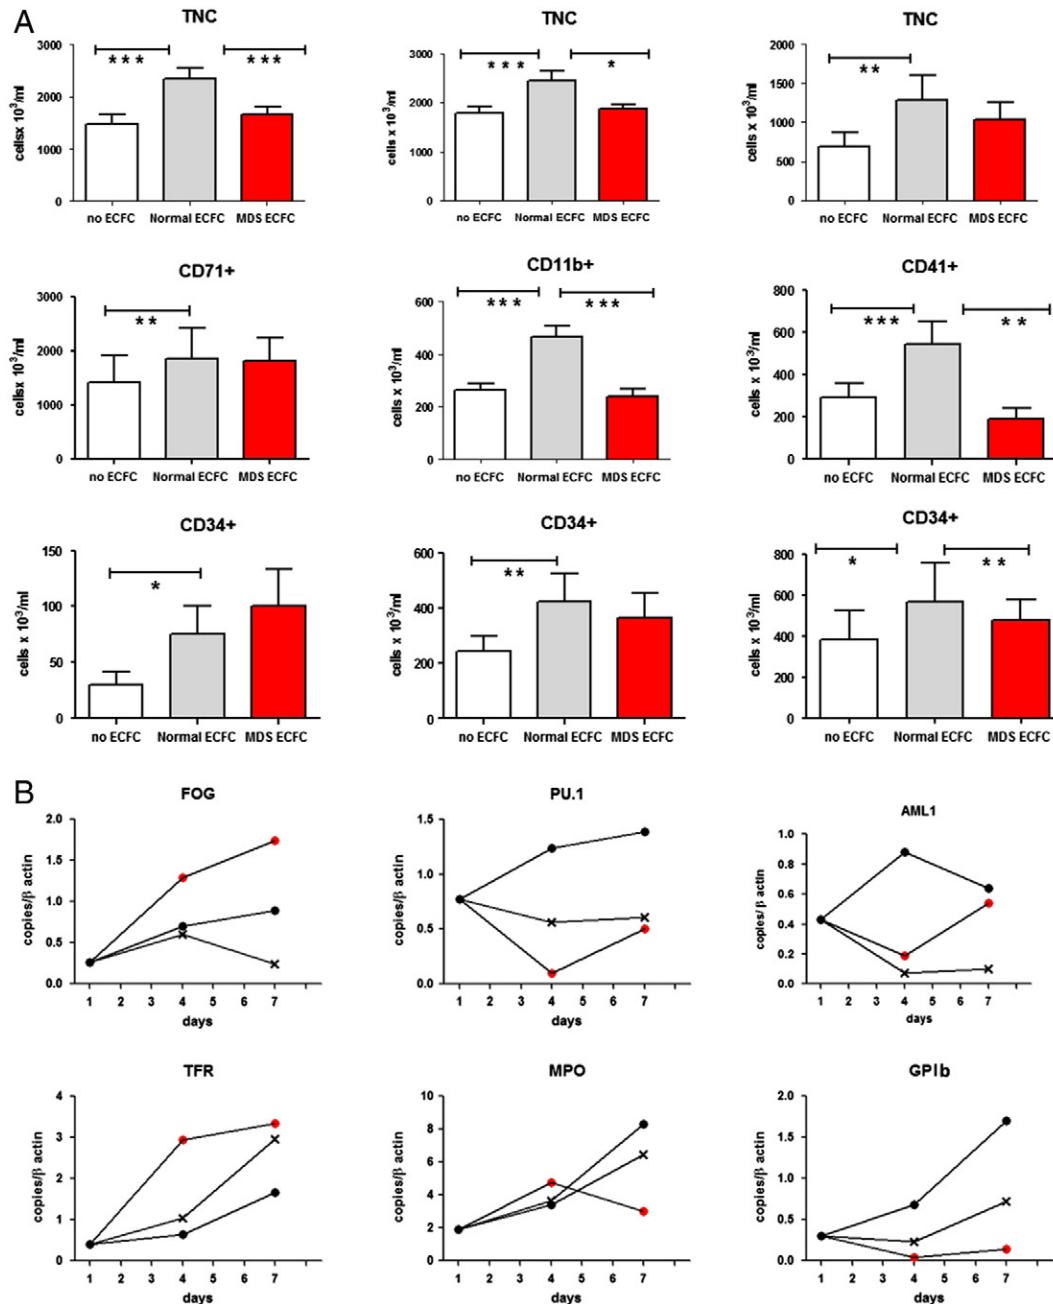 A
TNC
cellsx 10³/ml
3000
2000
1000
0
***
***
no ECFC
Normal ECFC
MDS ECFC
TNC
cells x 10³/ml
3000
2000
1000
0
***
*
no ECFC
Normal ECFC
MDS ECFC
TNC
cells x 10³/ml
2000
1500
1000
500
0
**
no ECFC
Normal ECFC
MDS ECFC
CD71+
cellsx 10³/ml
3000
2000
1000
0
**
no ECFC
Normal ECFC
MDS ECFC
CD11b+
cells x 10³/ml
600
400
200
0
***
***
no ECFC
Normal ECFC
MDS ECFC
CD41+
cells x 10³/ml
800
600
400
200
0
***
**
no ECFC
Normal ECFC
MDS ECFC
CD34+
cells x 10³/ml
150
100
50
0
*
no ECFC
Normal ECFC
MDS ECFC
CD34+
cells x 10³/ml
600
400
200
0
**
no ECFC
Normal ECFC
MDS ECFC
CD34+
cells x 10³/ml
800
600
400
200
0
*
**
no ECFC
Normal ECFC
MDS ECFC
B
FOG
copies/β actin
2.0
1.5
1.0
0.5
0.0
1 2 3 4 5 6 7
days
PU.1
copies/β actin
1.5
1.0
0.5
0.0
1 2 3 4 5 6 7
days
AML1
copies/β actin
1.0
0.8
0.6
0.4
0.2
0.0
1 2 3 4 5 6 7
days
TFR
copies/β actin
4
3
2
1
0
1 2 3 4 5 6 7
days
MPO
copies/β actin
10
8
6
4
2
0
1 2 3 4 5 6 7
days
GPIb
copies/β actin
2.0
1.5
1.0
0.5
0.0
1 2 3 4 5 6 7
days